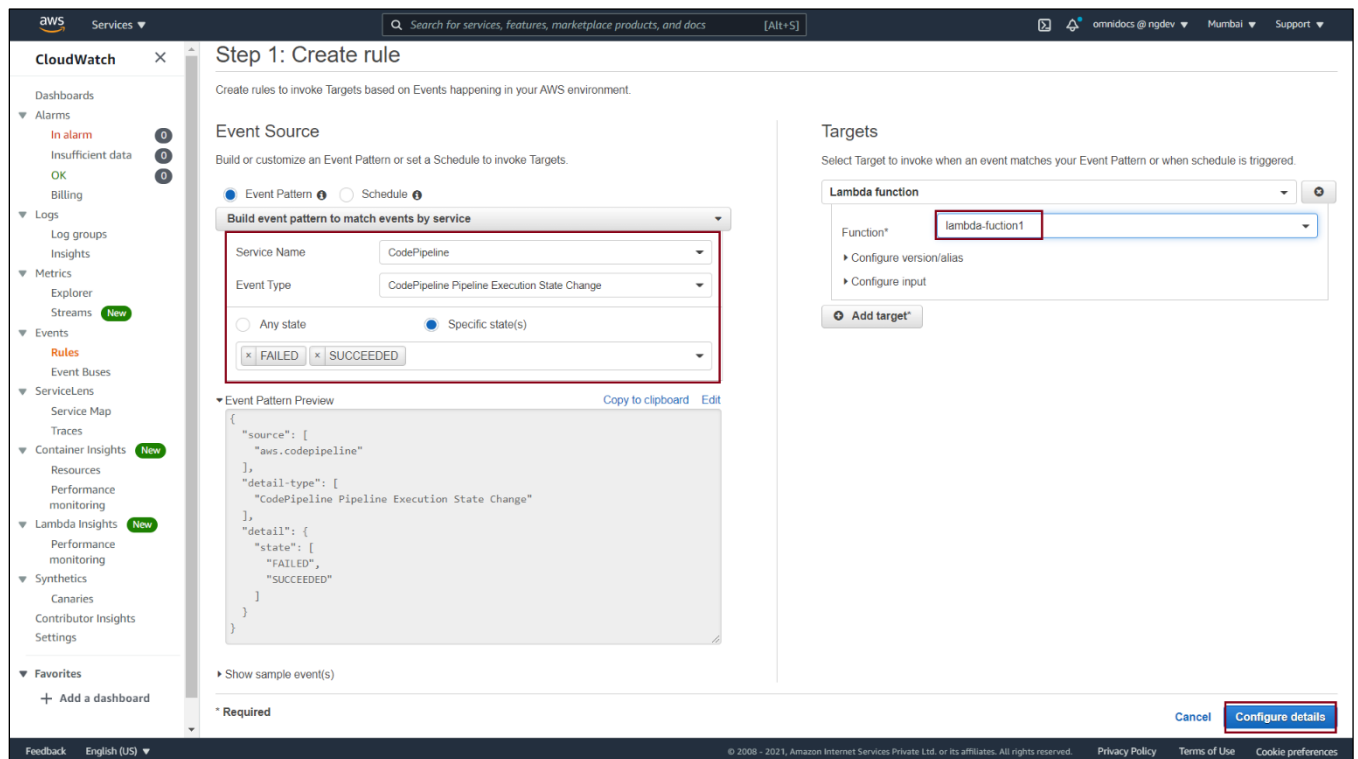 aws Services ▼ Search for services, features, marketplace products, and docs [Alt+S] omnidocs @ ngdev ▼ Mumbai ▼ Support ▼
CloudWatch ×
Dashboards
▼ Alarms
In alarm 0
Insufficient data 0
OK 0
Billing
▼ Logs
Log groups
Insights
▼ Metrics
Explorer
Streams New
▼ Events
Rules
Event Buses
▼ ServiceLens
Service Map
Traces
▼ Container Insights New
Resources
Performance
monitoring
▼ Lambda Insights New
Performance
monitoring
▼ Synthetics
Canaries
Contributor Insights
Settings
▼ Favorites
+ Add a dashboard
Step 1: Create rule
Create rules to invoke Targets based on Events happening in your AWS environment.
Event Source
Build or customize an Event Pattern or set a Schedule to invoke Targets.
Event Pattern Schedule
Build event pattern to match events by service
Service Name CodePipeline
Event Type CodePipeline Pipeline Execution State Change
Any state Specific state(s)
× FAILED × SUCCEEDED
Event Pattern Preview Copy to clipboard Edit
{
"source": [
"aws.codepipeline"
],
"detail-type": [
"CodePipeline Pipeline Execution State Change"
],
"detail": {
"state": [
"FAILED",
"SUCCEEDED"
]
}
}
Show sample event(s)
Targets
Select Target to invoke when an event matches your Event Pattern or when schedule is triggered.
Lambda function
Function* lambda-fuction1
Configure version/alias
Configure input
Add target*
* Required
Cancel Configure details
Feedback English (US) ▼ © 2008 - 2021, Amazon Internet Services Private Ltd. or its affiliates. All rights reserved. Privacy Policy Terms of Use Cookie preferences